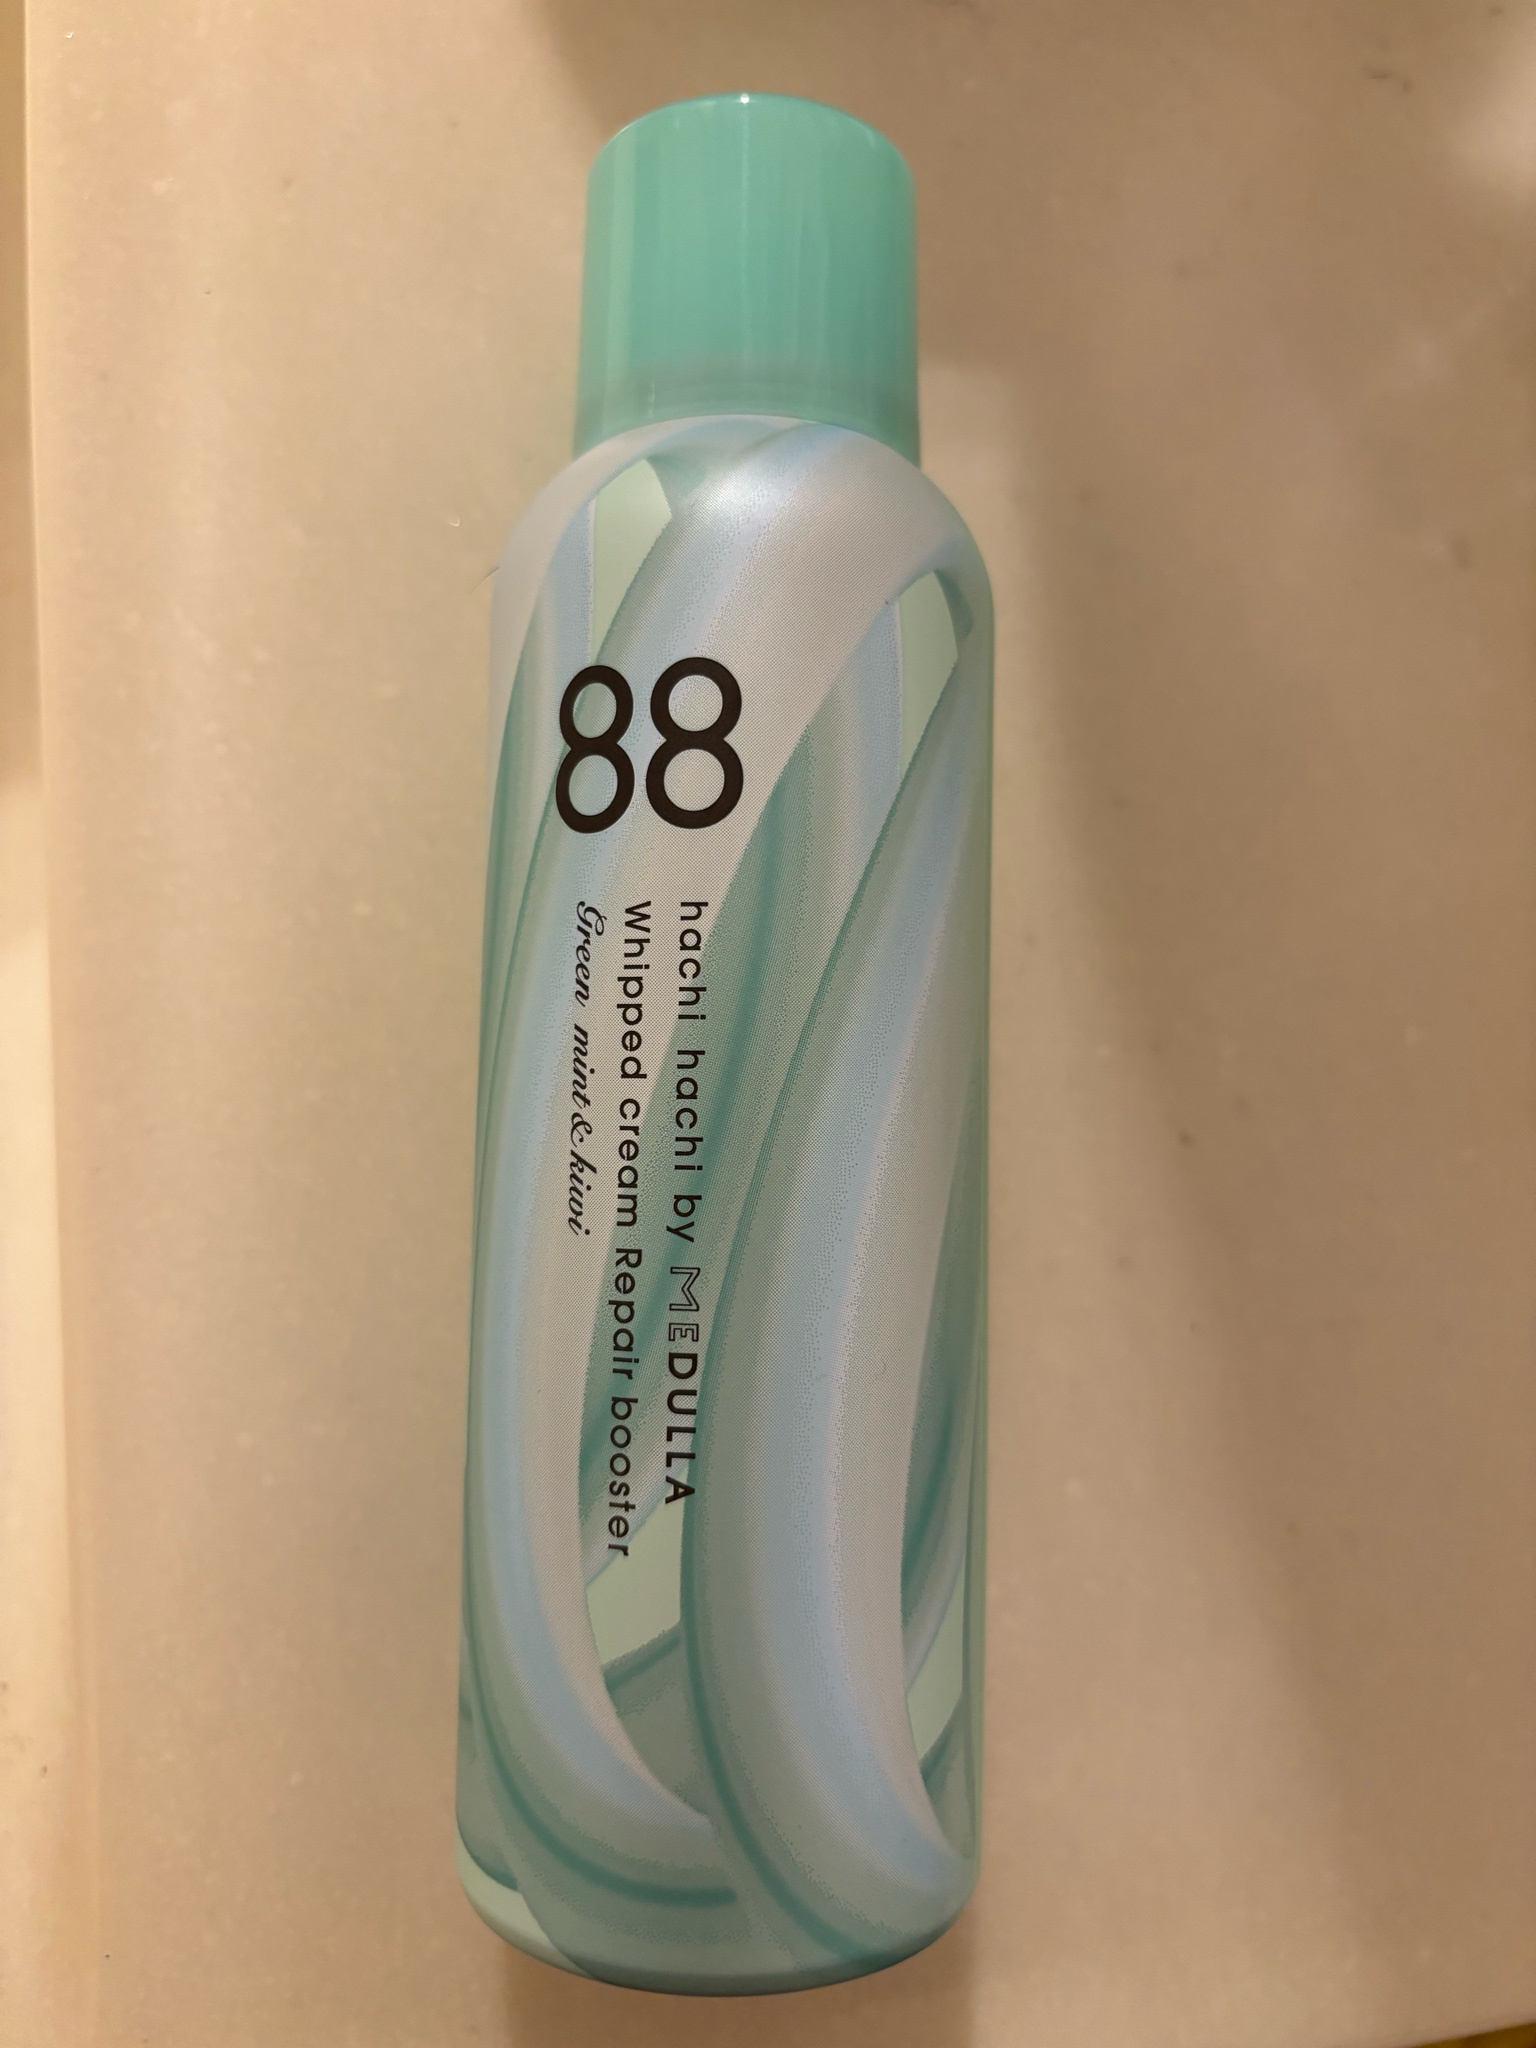 88
hachi hachi by MEDULLA
Whipped cream Repair booster
Green mint & kiwi